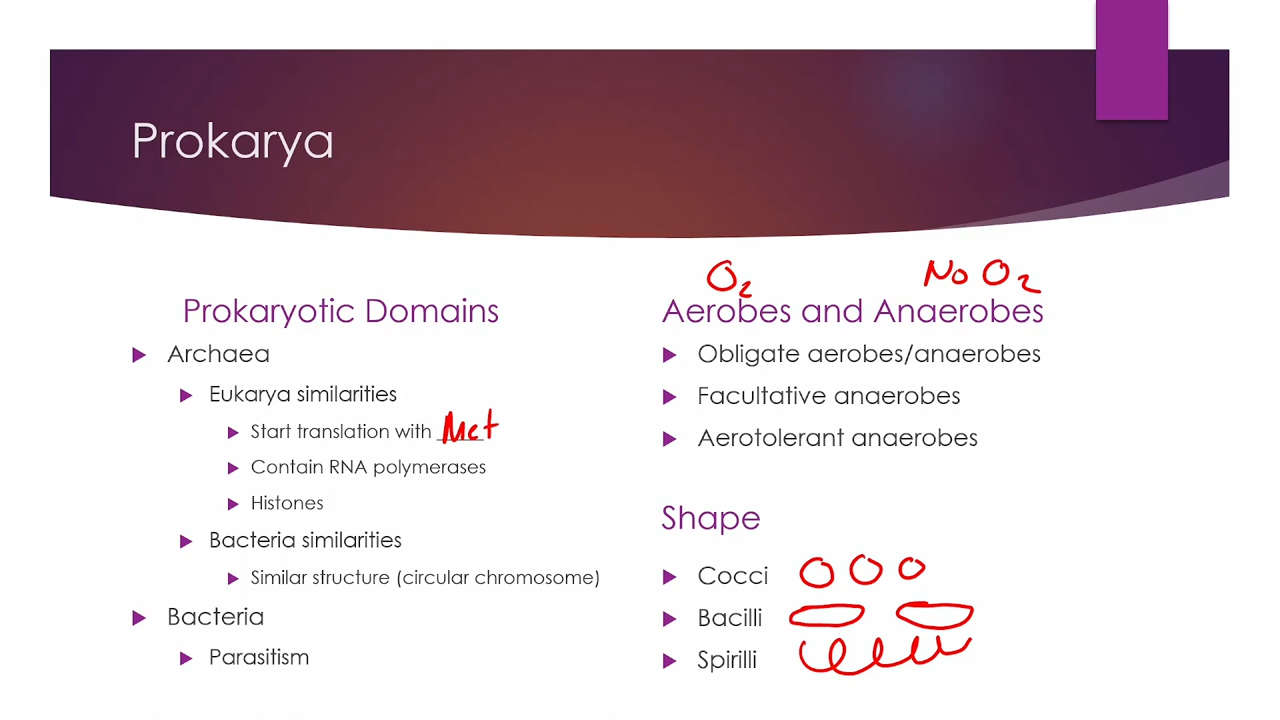 Prokarya
Prokaryotic Domains
Archaea
Eukarya similarities
Start translation with Met
Contain RNA polymerases
Histones
Bacteria similarities
Similar structure (circular chromosome)
Bacteria
Parasitism
O₂ No O₂
Aerobes and Anaerobes
Obligate aerobes/anaerobes
Facultative anaerobes
Aerotolerant anaerobes
Shape
Cocci
Bacilli
Spirilli